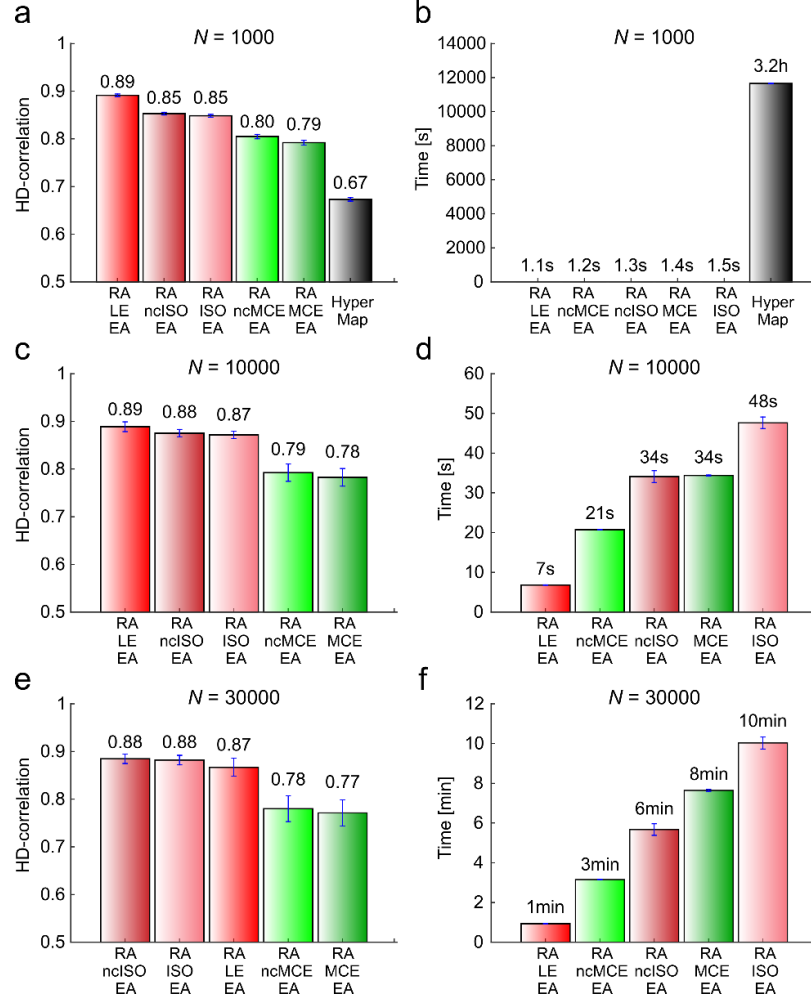 a
N = 1000
HD-correlation
1
0.9
0.8
0.7
0.6
0.5
0.89
0.85
0.85
0.80
0.79
0.67
RA LE EA
RA ncISO EA
RA ISO EA
RA ncMCE EA
RA MCE EA
Hyper Map
b
N = 1000
Time [s]
14000
12000
10000
8000
6000
4000
2000
0
1.1s
1.2s
1.3s
1.4s
1.5s
3.2h
RA LE EA
RA ncMCE EA
RA ncISO EA
RA MCE EA
RA ISO EA
Hyper Map
c
N = 10000
HD-correlation
1
0.9
0.8
0.7
0.6
0.5
0.89
0.88
0.87
0.79
0.78
RA LE EA
RA ncISO EA
RA ISO EA
RA ncMCE EA
RA MCE EA
d
N = 10000
Time [s]
60
50
40
30
20
10
0
7s
21s
34s
34s
48s
RA LE EA
RA ncMCE EA
RA ncISO EA
RA MCE EA
RA ISO EA
e
N = 30000
HD-correlation
1
0.9
0.8
0.7
0.6
0.5
0.88
0.88
0.87
0.78
0.77
RA ncISO EA
RA ISO EA
RA LE EA
RA ncMCE EA
RA MCE EA
f
N = 30000
Time [min]
12
10
8
6
4
2
0
1min
3min
6min
8min
10min
RA LE EA
RA ncMCE EA
RA ncISO EA
RA MCE EA
RA ISO EA